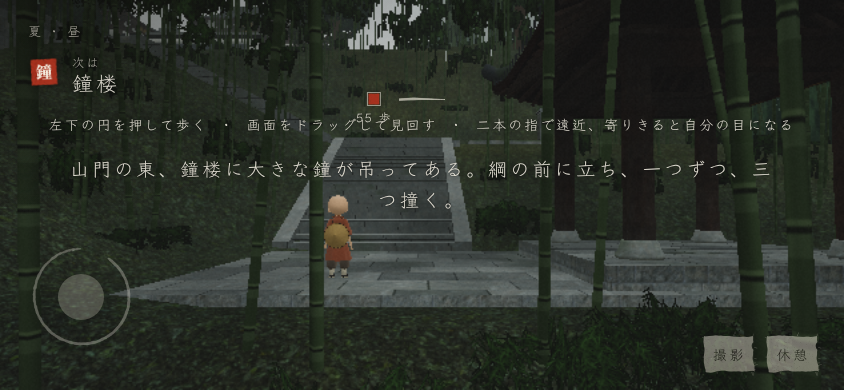 夏・昼
鐘
次は
鐘楼
55 歩
左下の円を押して歩く ・ 画面をドラッグして見回す ・ 二本の指で遠近、寄りきると自分の目になる
山門の東、鐘楼に大きな鐘が吊ってある。綱の前に立ち、一つずつ、三
つ撞く。
撮影
休憩